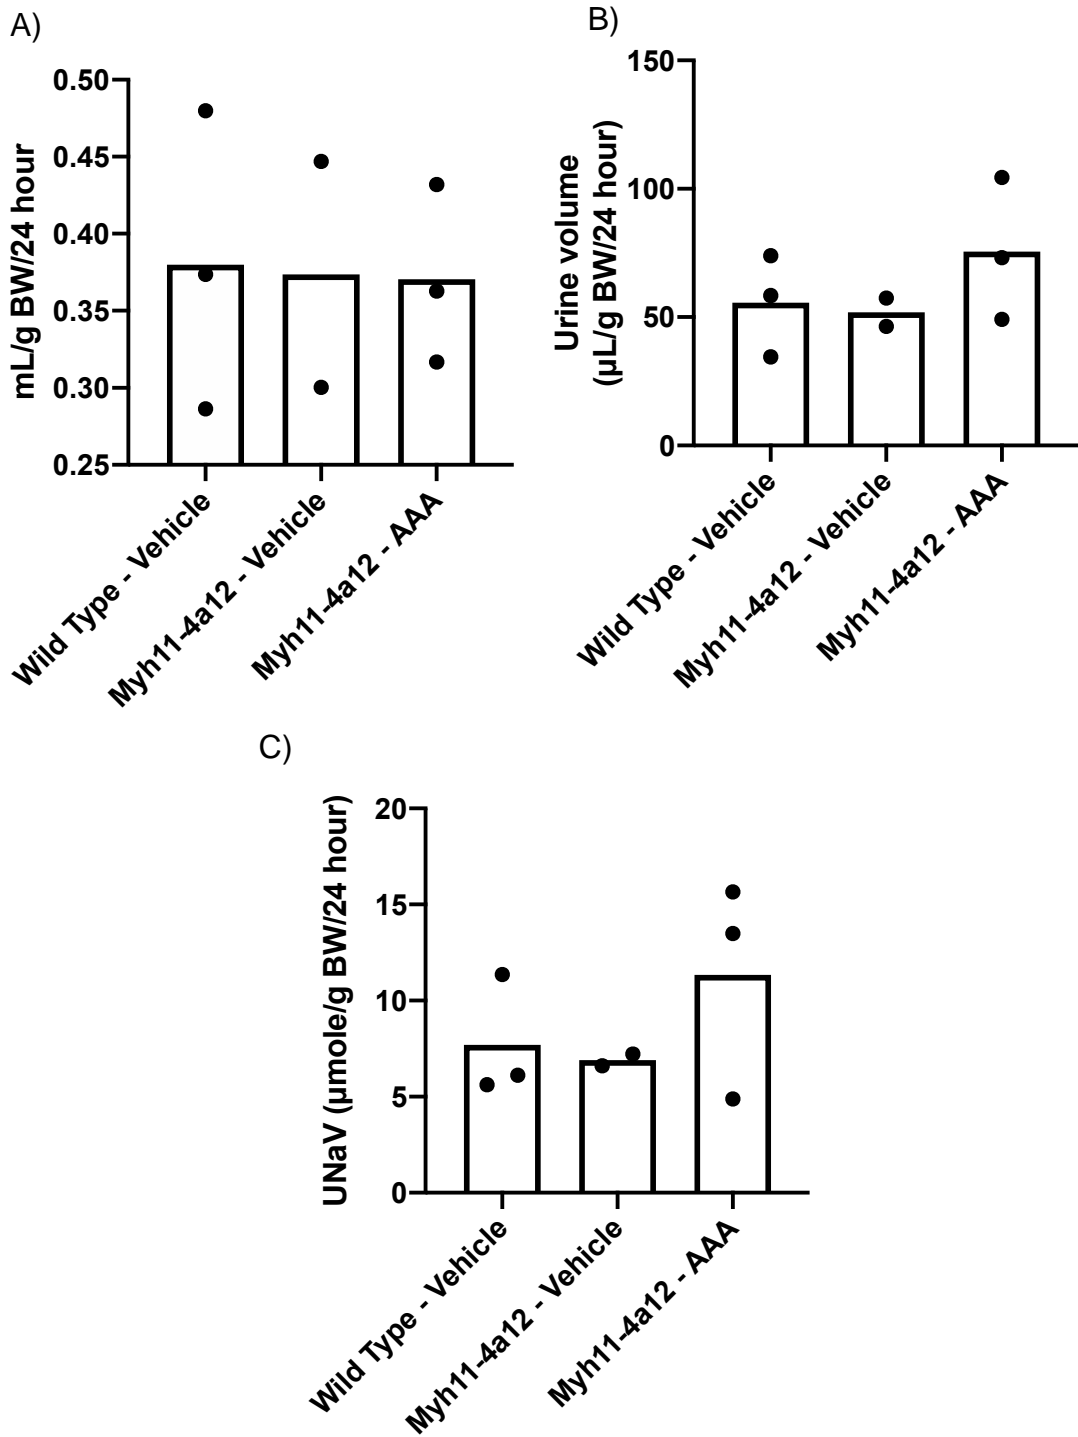 A)
mL/g BW/24 hour
0.50
0.45
0.40
0.35
0.30
0.25
Wild Type - Vehicle
Myh11-4a12 - Vehicle
Myh11-4a12 - AAA
B)
Urine volume
(µL/g BW/24 hour)
150
100
50
0
Wild Type - Vehicle
Myh11-4a12 - Vehicle
Myh11-4a12 - AAA
C)
UNaV (µmole/g BW/24 hour)
20
15
10
5
0
Wild Type - Vehicle
Myh11-4a12 - Vehicle
Myh11-4a12 - AAA